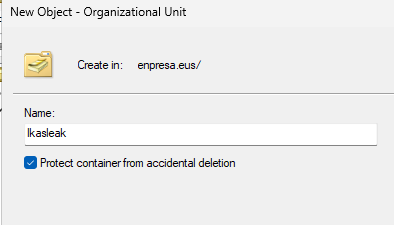 New Object - Organizational Unit
Create in: enpresa.eus/
Name:
Ikasleak
Protect container from accidental deletion